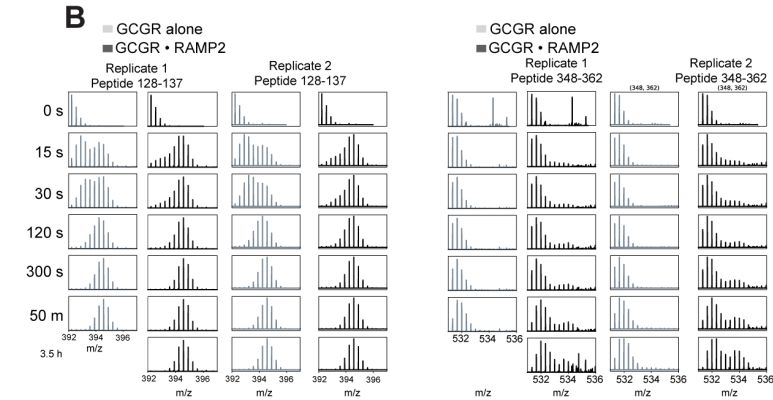 B
GCGR alone
GCGR • RAMP2
Replicate 1
Peptide 128-137
Replicate 2
Peptide 128-137
GCGR alone
GCGR • RAMP2
Replicate 1
Peptide 348-362
Replicate 2
Peptide 348-362
(348, 362) (348, 362)
0 s
15 s
30 s
120 s
300 s
50 m
3.5 h
392 394 396
m/z
392 394 396 392 394 396 392 394 396
m/z m/z m/z
532 534 536
m/z
532 534 536 532 534 536 532 534 536
m/z m/z m/z